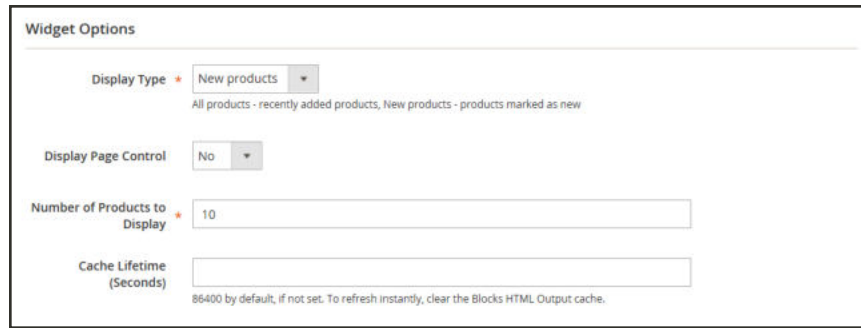 Widget Options
Display Type *
New products
All products - recently added products, New products - products marked as new
Display Page Control
No
Number of Products to
Display *
10
Cache Lifetime
(Seconds)
86400 by default, if not set. To refresh instantly, clear the Blocks HTML Output cache.